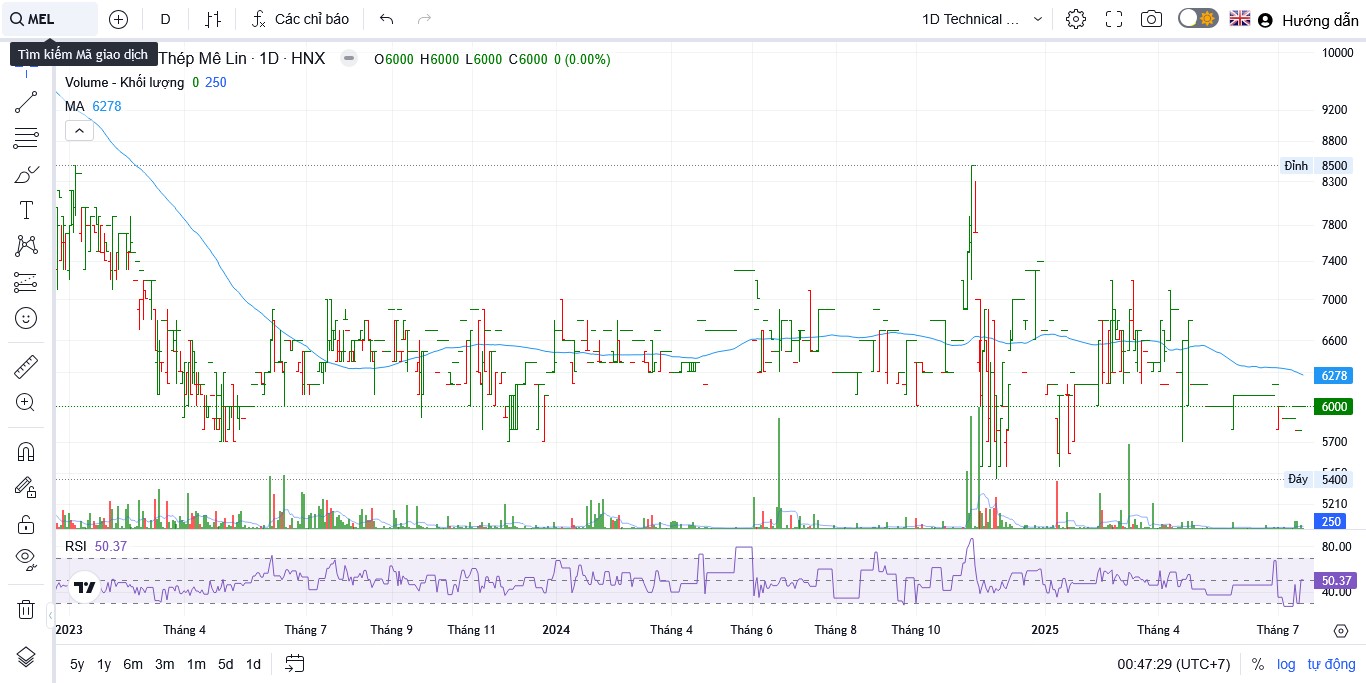 MEL D Các chỉ báo 1D Technical ... Hướng dẫn
Tìm kiếm Mã giao dịch
Thép Mê Lin · 1D · HNX O6000 H6000 L6000 C6000 0 (0.00%)
Volume - Khối lượng 0 250
MA 6278
10000
9200
8800
Đỉnh 8500
8300
7800
7400
7000
6600
6278
6000
5700
5450
Đáy 5400
5210
250
RSI 50.37
80.00
50.37
40.00
2023 Tháng 4 Tháng 7 Tháng 9 Tháng 11 2024 Tháng 4 Tháng 6 Tháng 8 Tháng 10 2025 Tháng 4 Tháng 7
5y 1y 6m 3m 1m 5d 1d 00:47:29 (UTC+7) % log tự động